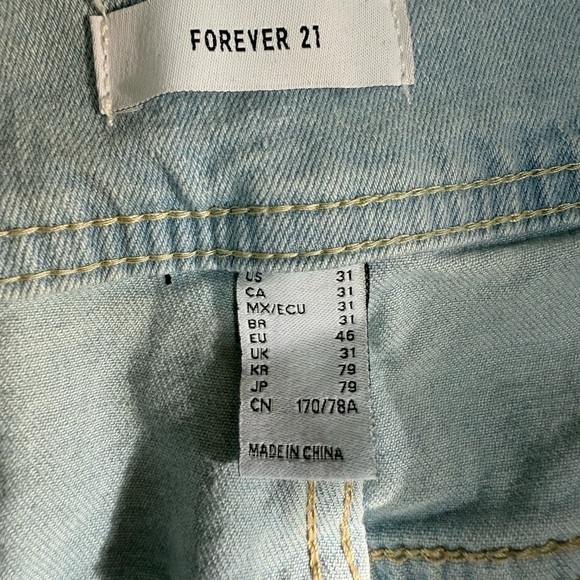 FOREVER 21
US 31
CA 31
MX/ECU 31
BR 31
EU 46
UK 31
KR 79
JP 79
CN 170/78A
MADE IN CHINA